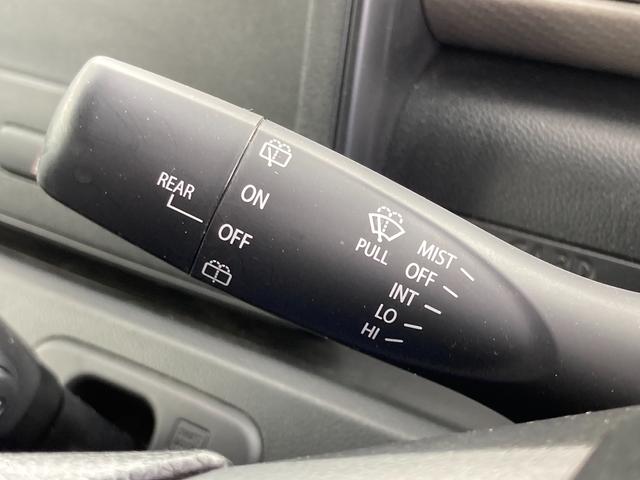 REAR
ON
OFF
PULL
MIST
OFF
INT
LO
HI